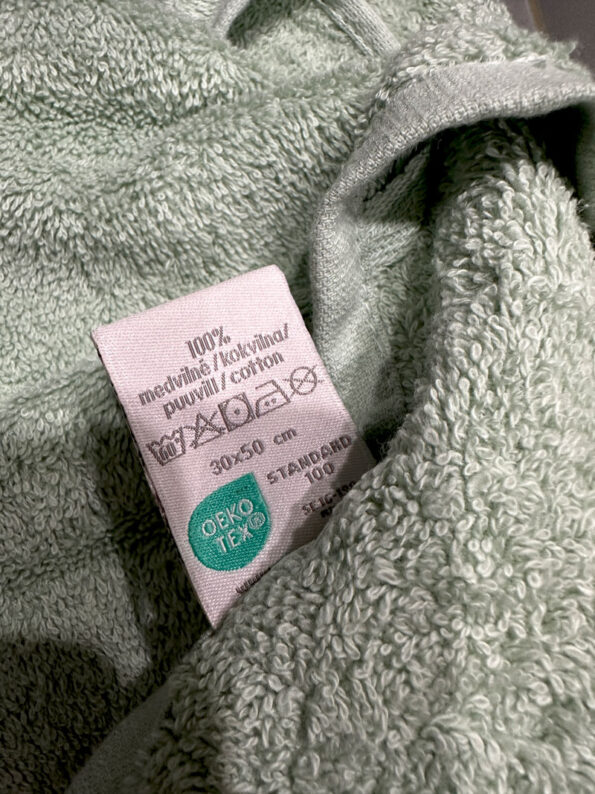 100%
medvilnė/kokvilna/
puuvill/cotton
30x50 cm
STANDARD
100
OEKO
TEX®